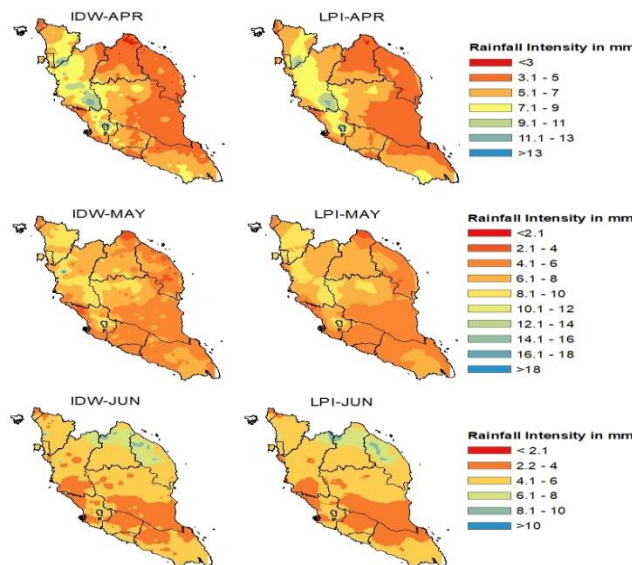 IDW-APR
LPI-APR
Rainfall Intensity in mm
<3
3.1 - 5
5.1 - 7
7.1 - 9
9.1 - 11
11.1 - 13
>13
IDW-MAY
LPI-MAY
Rainfall Intensity in mm
<2.1
2.1 - 4
4.1 - 6
6.1 - 8
8.1 - 10
10.1 - 12
12.1 - 14
14.1 - 16
16.1 - 18
>18
IDW-JUN
LPI-JUN
Rainfall Intensity in mm
< 2.1
2.2 - 4
4.1 - 6
6.1 - 8
8.1 - 10
>10